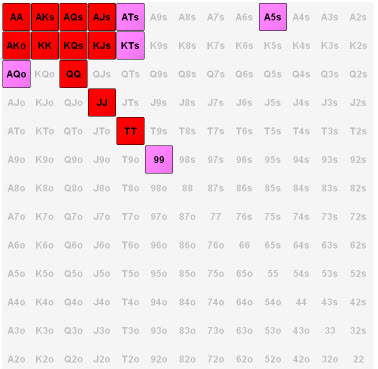 AA AKs AQs AJs ATs A9s A8s A7s A6s A5s A4s A3s A2s
AKo KK KQs KJs KTs K9s K8s K7s K6s K5s K4s K3s K2s
AQo KQo QQ QJs QTs Q9s Q8s Q7s Q6s Q5s Q4s Q3s Q2s
AJo KJo QJo JJ JTs J9s J8s J7s J6s J5s J4s J3s J2s
ATo KTo QTo JTo TT T9s T8s T7s T6s T5s T4s T3s T2s
A9o K9o Q9o J9o T9o 99 98s 97s 96s 95s 94s 93s 92s
A8o K8o Q8o J8o T8o 98o 88 87s 86s 85s 84s 83s 82s
A7o K7o Q7o J7o T7o 97o 87o 77 76s 75s 74s 73s 72s
A6o K6o Q6o J6o T6o 96o 86o 76o 66 65s 64s 63s 62s
A5o K5o Q5o J5o T5o 95o 85o 75o 65o 55 54s 53s 52s
A4o K4o Q4o J4o T4o 94o 84o 74o 64o 54o 44 43s 42s
A3o K3o Q3o J3o T3o 93o 83o 73o 63o 53o 43o 33 32s
A2o K2o Q2o J2o T2o 92o 82o 72o 62o 52o 42o 32o 22